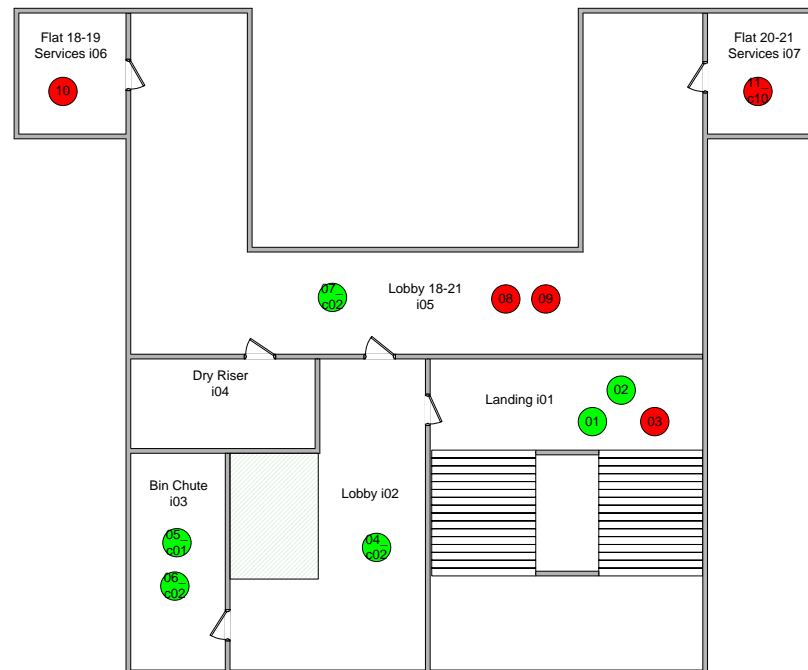 Flat 18-19
Services i06
10
Flat 20-21
Services i07
11_
c10
07_
c02
Lobby 18-21
i05
08
09
Dry Riser
i04
Landing i01
02
01
03
Bin Chute
i03
05_
c01
06_
c02
Lobby i02
04_
c02